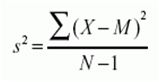 s² = ∑(X − M)² / N − 1